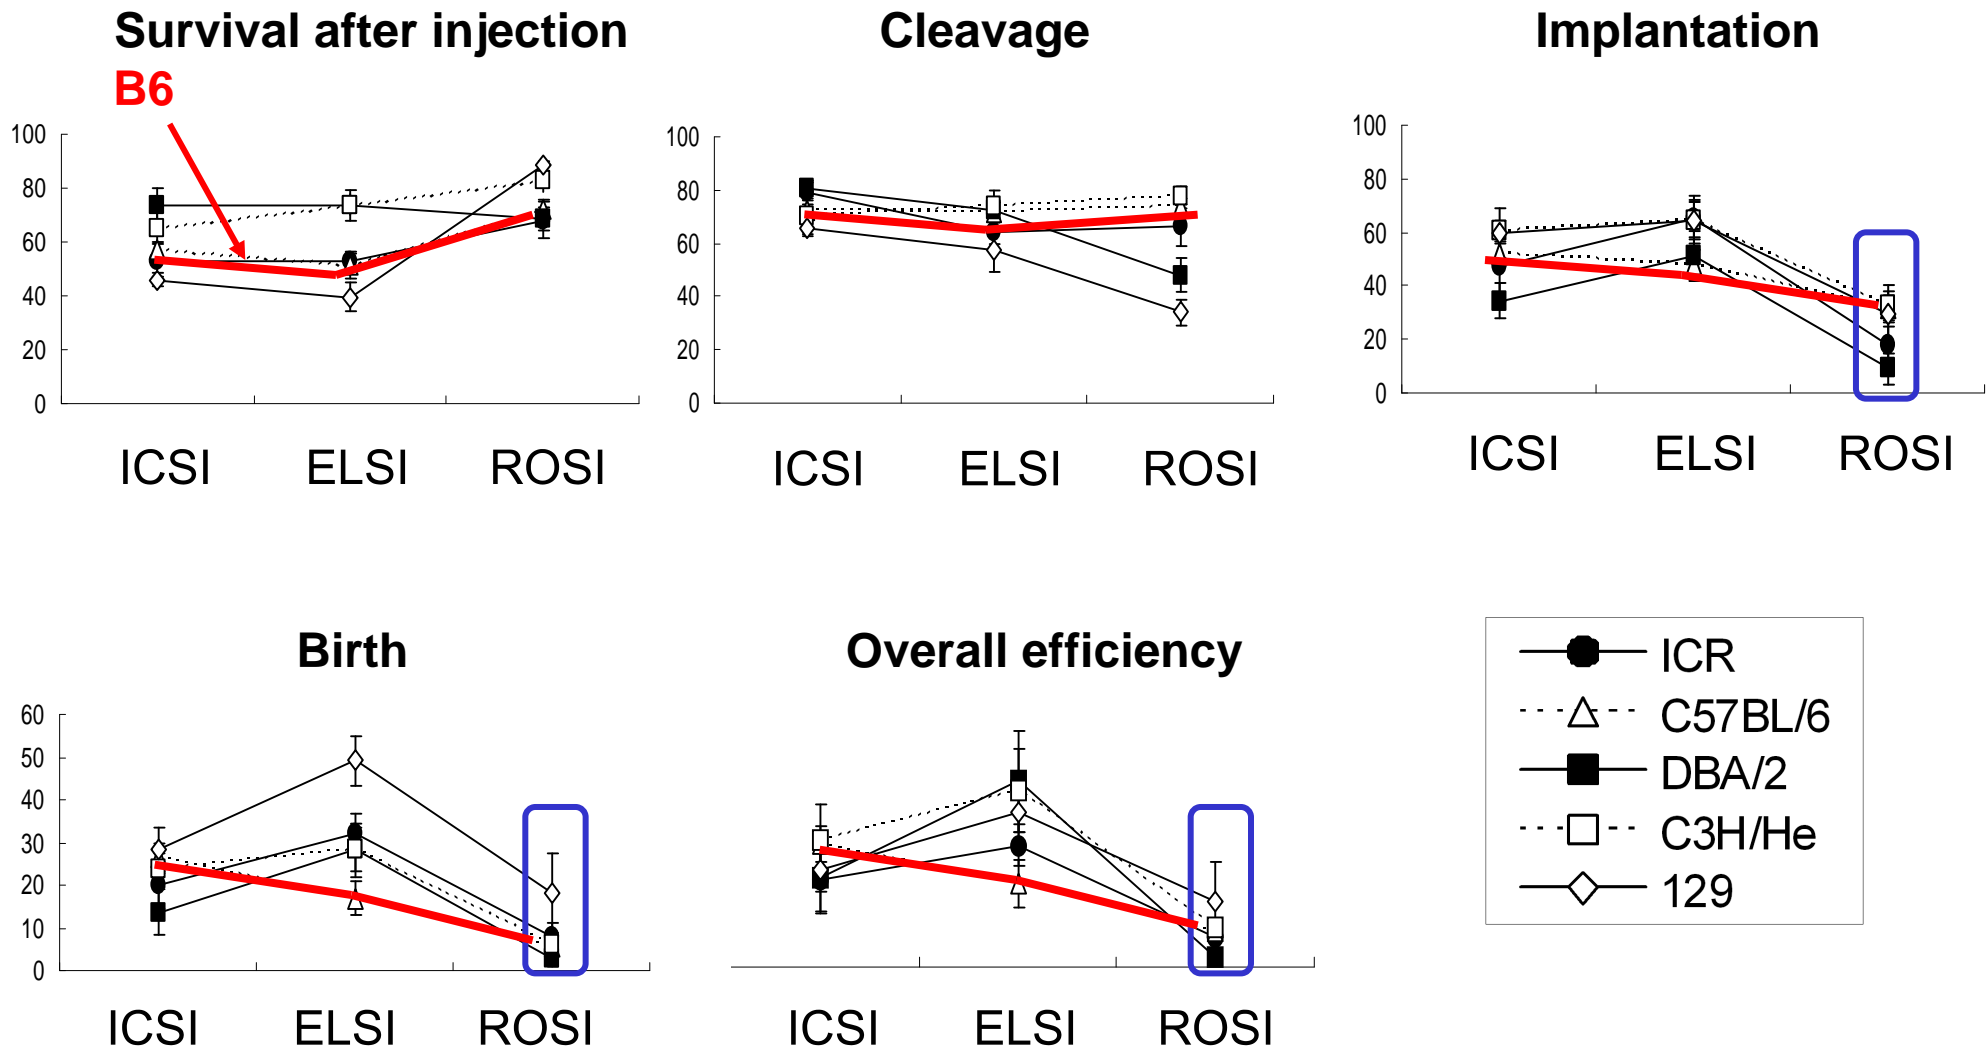 Survival after injection
B6
100
80
60
40
20
0
ICSI ELSI ROSI
Cleavage
100
80
60
40
20
0
ICSI ELSI ROSI
Implantation
100
80
60
40
20
0
ICSI ELSI ROSI
Birth
60
50
40
30
20
10
0
ICSI ELSI ROSI
Overall efficiency
ICSI ELSI ROSI
ICR
C57BL/6
DBA/2
C3H/He
129